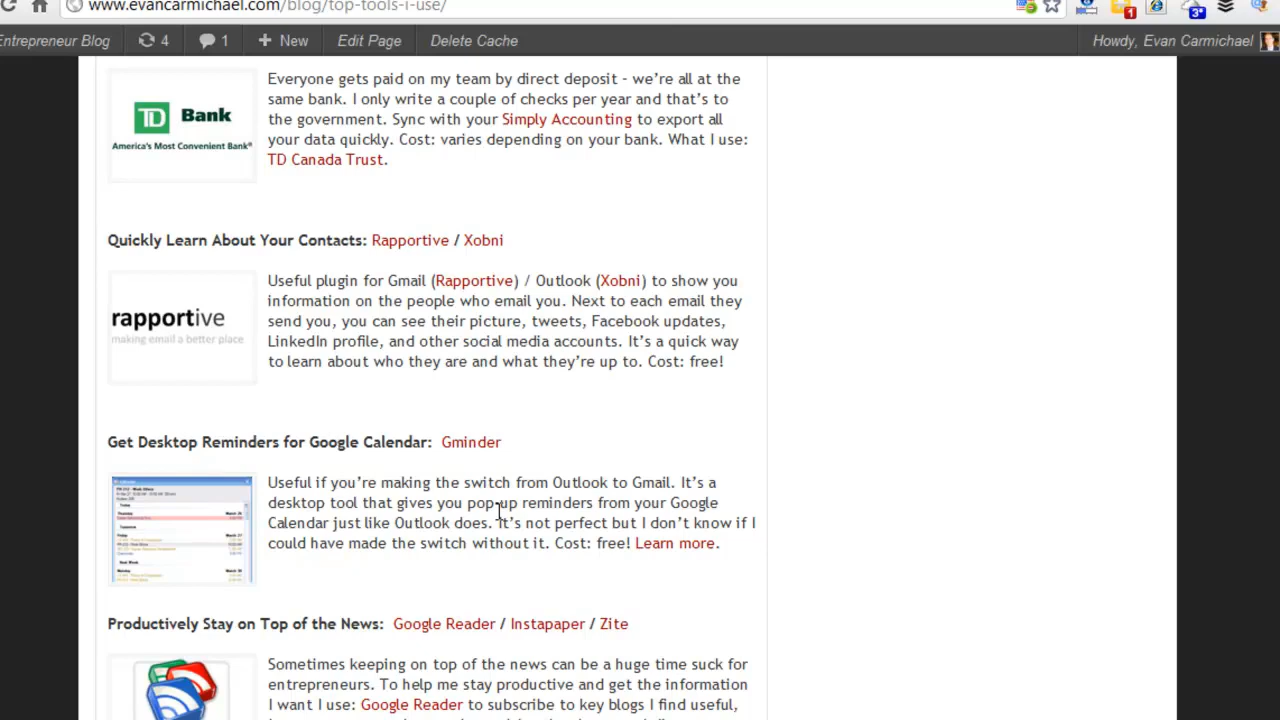 www.evancarmichael.com/blog/top-tools-i-use/
1
3*
Entrepreneur Blog
4
1
+ New
Edit Page
Delete Cache
Howdy, Evan Carmichael
TD Bank
America's Most Convenient Bank®
Everyone gets paid on my team by direct deposit – we're all at the
same bank. I only write a couple of checks per year and that's to
the government. Sync with your Simply Accounting to export all
your data quickly. Cost: varies depending on your bank. What I use:
TD Canada Trust.
Quickly Learn About Your Contacts: Rapportive / Xobni
rapportive
making email a better place
Useful plugin for Gmail (Rapportive) / Outlook (Xobni) to show you
information on the people who email you. Next to each email they
send you, you can see their picture, tweets, Facebook updates,
LinkedIn profile, and other social media accounts. It's a quick way
to learn about who they are and what they're up to. Cost: free!
Get Desktop Reminders for Google Calendar: Gminder
Useful if you're making the switch from Outlook to Gmail. It's a
desktop tool that gives you pop-up reminders from your Google
Calendar just like Outlook does. It's not perfect but I don't know if I
could have made the switch without it. Cost: free! Learn more.
Productively Stay on Top of the News: Google Reader / Instapaper / Zite
Sometimes keeping on top of the news can be a huge time suck for
entrepreneurs. To help me stay productive and get the information
I want I use: Google Reader to subscribe to key blogs I find useful,